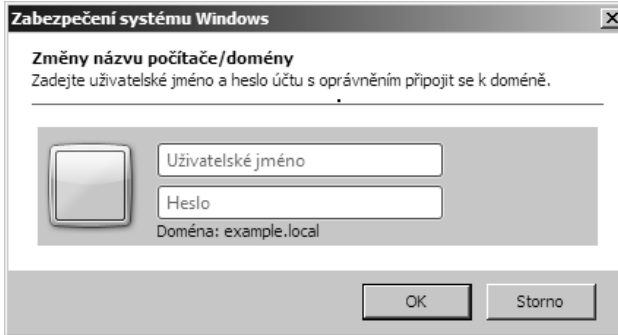 Zabezpečení systému Windows
Změny názvu počítače/domény
Zadejte uživatelské jméno a heslo účtu s oprávněním připojit se k doméně.
Uživatelské jméno
Heslo
Doména: example.local
OK
Storno